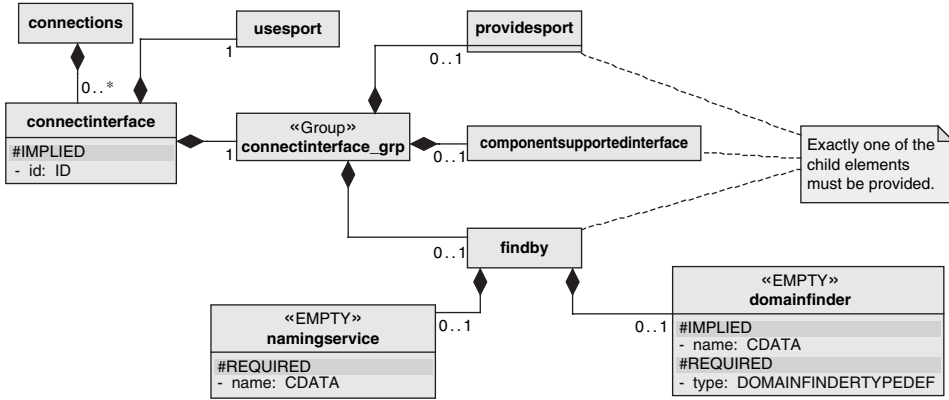 connections
usesport
providesport
1
0..1
0..*
connectinterface
#IMPLIED
- id: ID
1
«Group»
connectinterface_grp
0..1
componentsupportedinterface
Exactly one of the
child elements
must be provided.
0..1
findby
«EMPTY»
namingservice
#REQUIRED
- name: CDATA
0..1
0..1
«EMPTY»
domainfinder
#IMPLIED
- name: CDATA
#REQUIRED
- type: DOMAINFINDERTYPEDEF